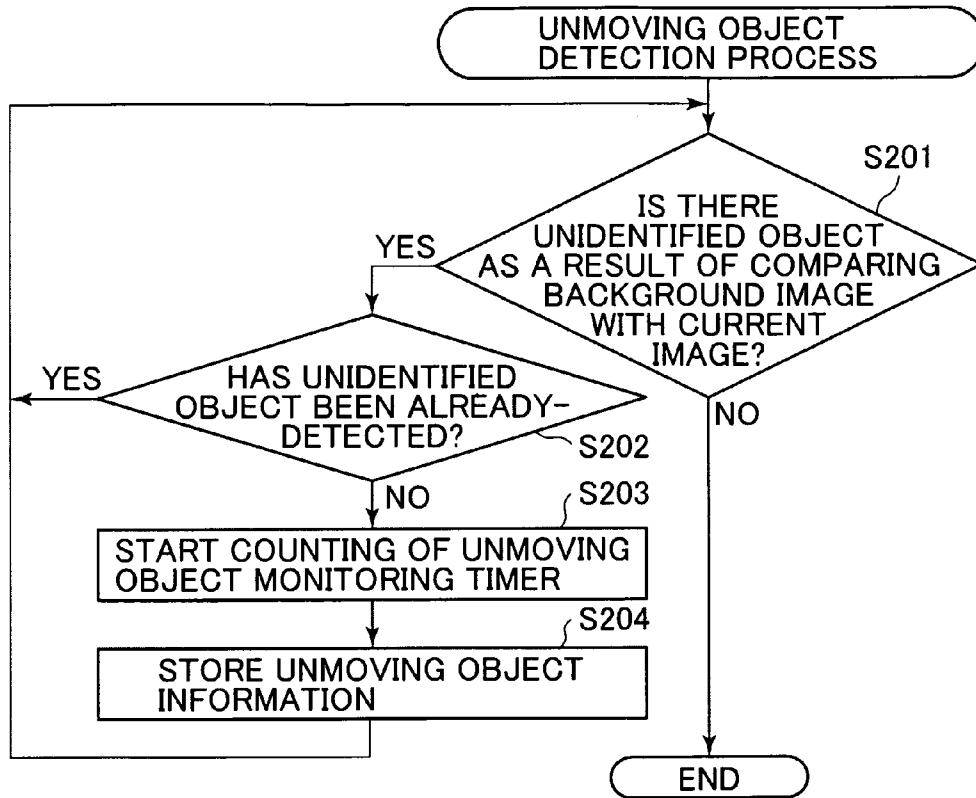 UNMOVING OBJECT
DETECTION PROCESS
S201
IS THERE
UNIDENTIFIED OBJECT
AS A RESULT OF COMPARING
BACKGROUND IMAGE
WITH CURRENT
IMAGE?
YES
NO
YES
HAS UNIDENTIFIED
OBJECT BEEN ALREADY-
DETECTED?
S202
NO
S203
START COUNTING OF UNMOVING
OBJECT MONITORING TIMER
S204
STORE UNMOVING OBJECT
INFORMATION
END